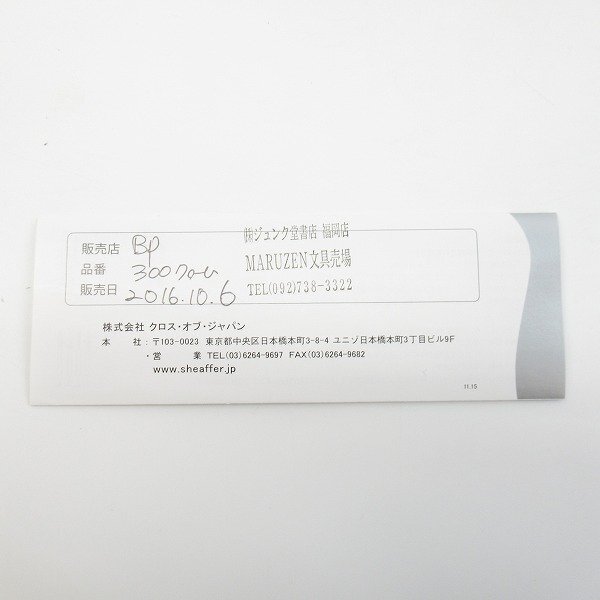 販売店 BP
品番 300クローム
販売日 2016.10.6
㈱ジュンク堂書店 福岡店
MARUZEN文具売場
TEL(092)738-3322
株式会社 クロス・オブ・ジャパン
本 社 : 〒103-0023 東京都中央区日本橋本町3-8-4 ユニゾ日本橋本町3丁目ビル9F
・営 業 TEL(03)6264-9697 FAX(03)6264-9682
www.sheaffer.jp
11.15